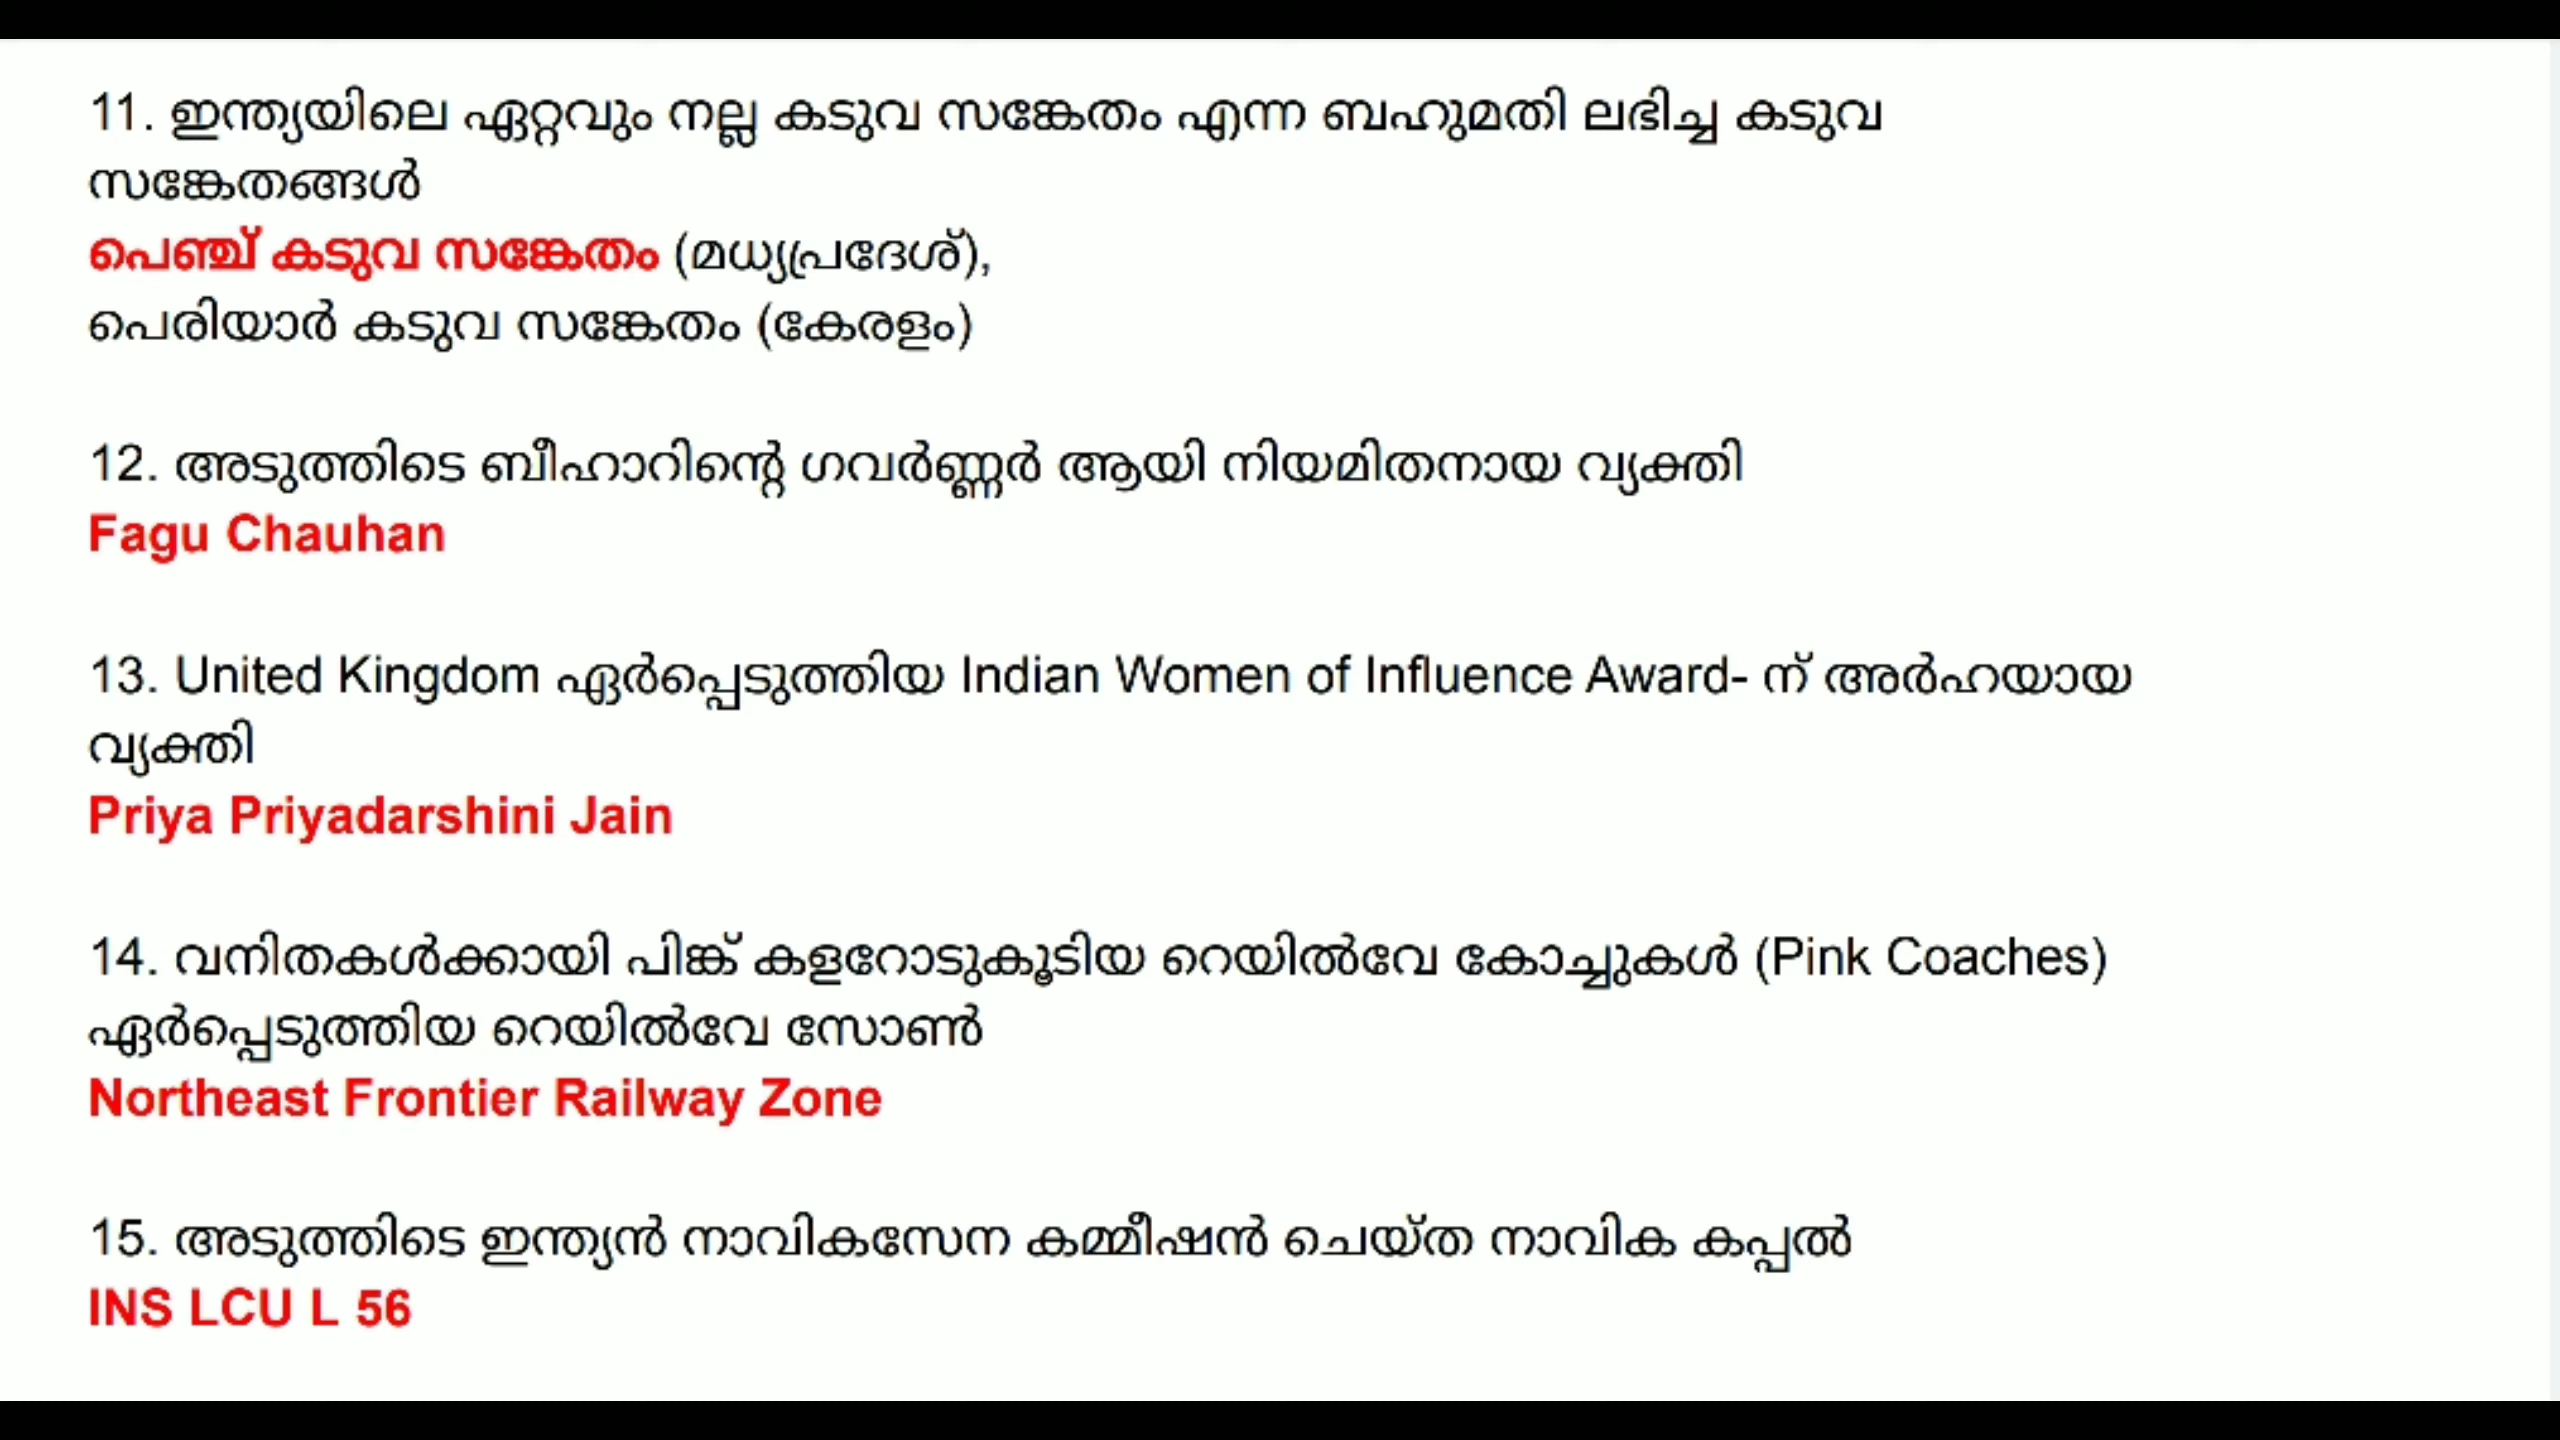 11. ഇന്ത്യയിലെ ഏറ്റവും നല്ല കടുവ സങ്കേതം എന്ന ബഹുമതി ലഭിച്ച കടുവ
സങ്കേതങ്ങൾ
പെഞ്ച് കടുവ സങ്കേതം (മധ്യപ്രദേശ്),
പെരിയാർ കടുവ സങ്കേതം (കേരളം)
12. അടുത്തിടെ ബീഹാറിന്റെ ഗവർണ്ണർ ആയി നിയമിതനായ വ്യക്തി
Fagu Chauhan
13. United Kingdom ഏർപ്പെടുത്തിയ Indian Women of Influence Award- ന് അർഹയായ
വ്യക്തി
Priya Priyadarshini Jain
14. വനിതകൾക്കായി പിങ്ക് കളറോടുകൂടിയ റെയിൽവേ കോച്ചുകൾ (Pink Coaches)
ഏർപ്പെടുത്തിയ റെയിൽവേ സോൺ
Northeast Frontier Railway Zone
15. അടുത്തിടെ ഇന്ത്യൻ നാവികസേന കമ്മീഷൻ ചെയ്ത നാവിക കപ്പൽ
INS LCU L 56